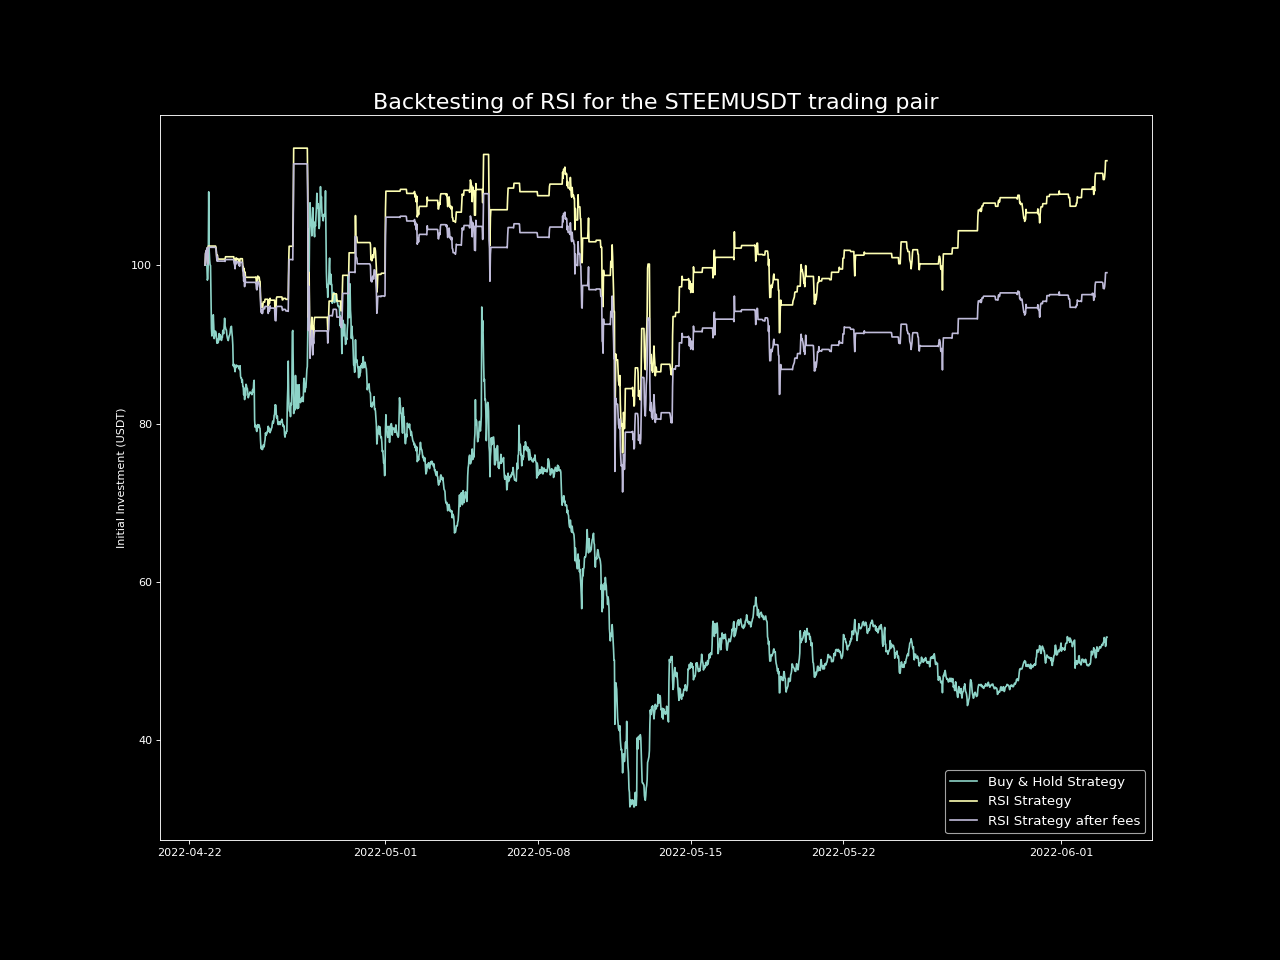 Backtesting of RSI for the STEEMUSDT trading pair
Initial Investment (USDT)
100
80
60
40
2022-04-22
2022-05-01
2022-05-08
2022-05-15
2022-05-22
2022-06-01
Buy & Hold Strategy
RSI Strategy
RSI Strategy after fees